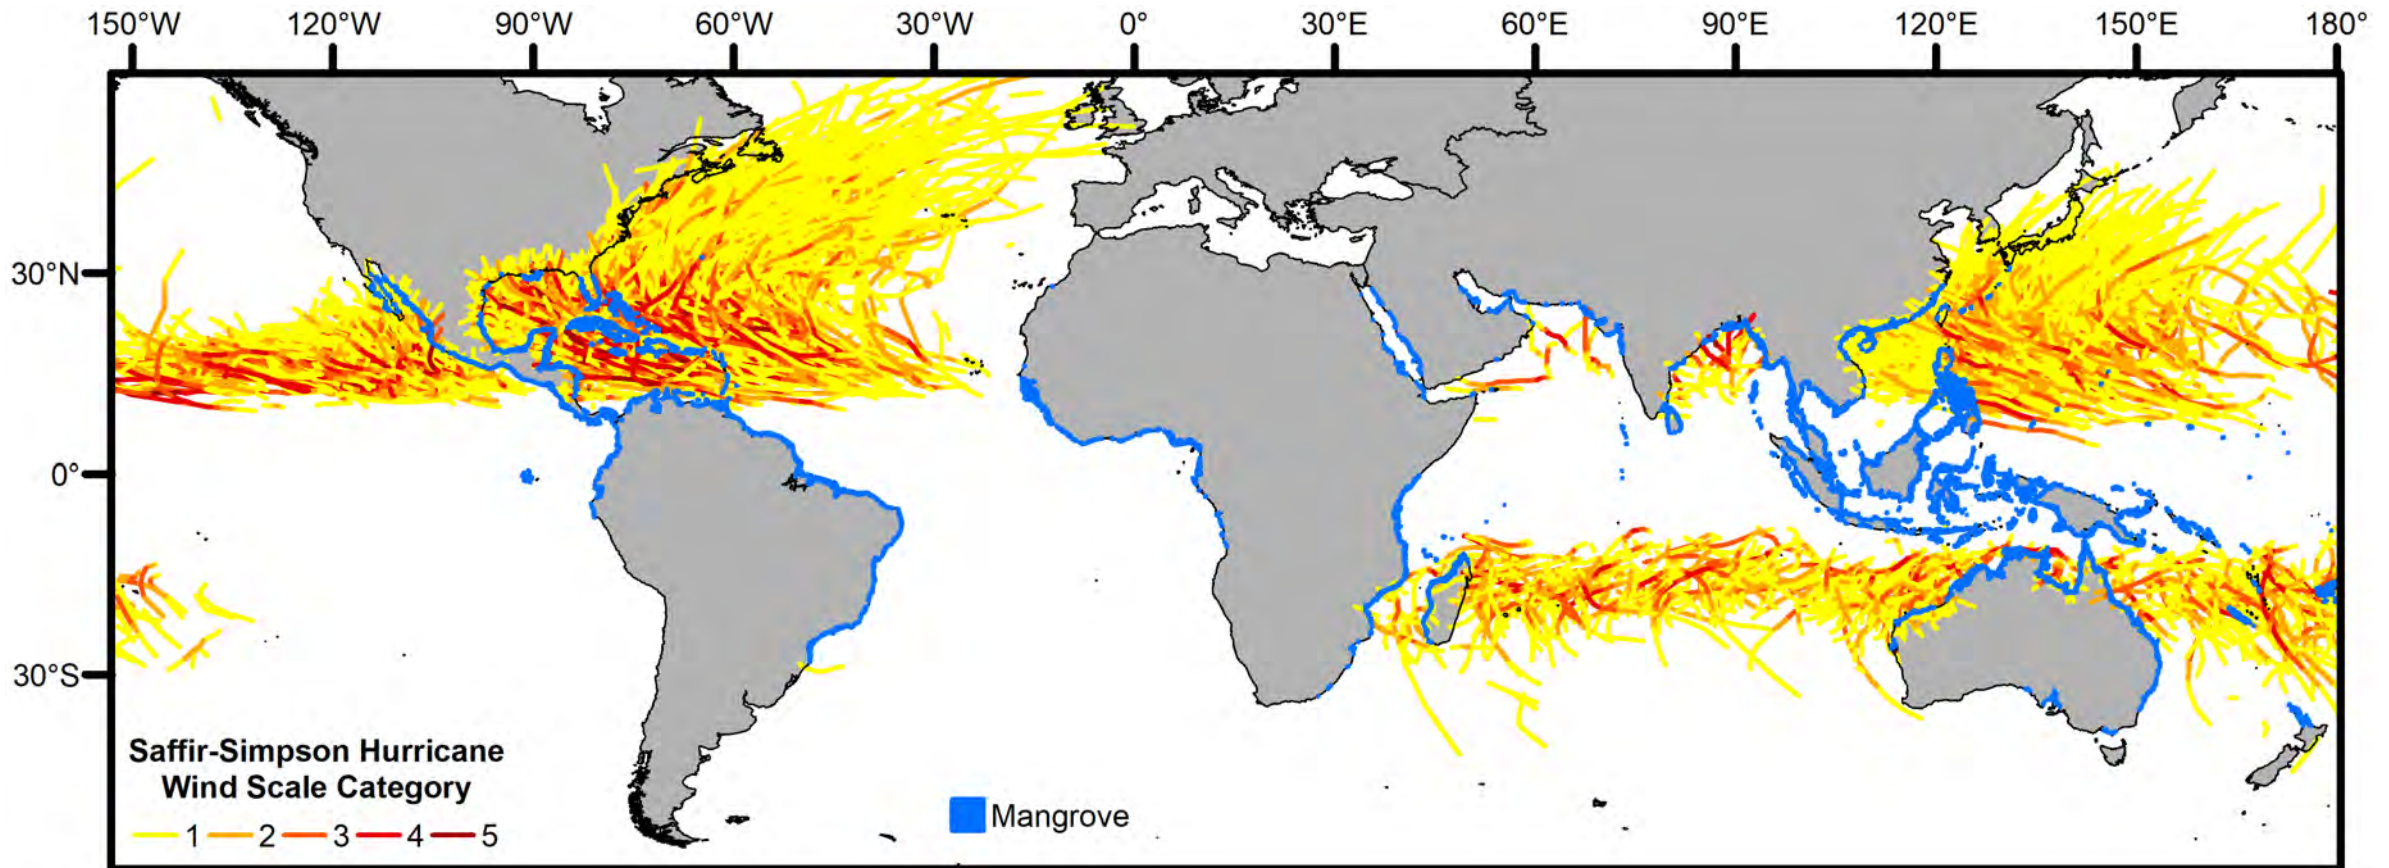 150°W 120°W 90°W 60°W 30°W 0° 30°E 60°E 90°E 120°E 150°E 180°
30°N
0°
30°S
Saffir-Simpson Hurricane
Wind Scale Category
1 2 3 4 5
Mangrove